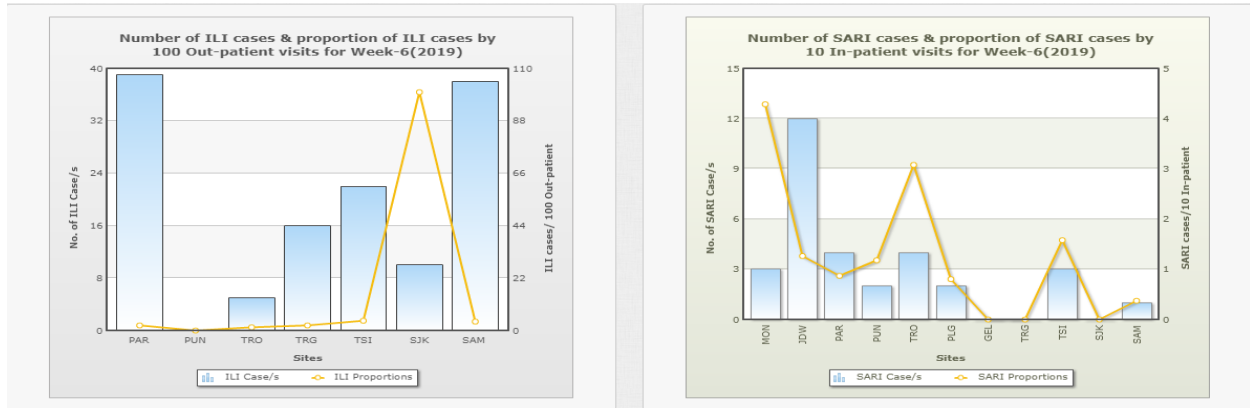 Number of ILI cases & proportion of ILI cases by
100 Out-patient visits for Week-6(2019)
40
32
24
16
8
0
No. of ILI Case/s
110
88
66
44
22
0
ILI cases/ 100 Out-patient
PAR PUN TRO TRG TSI SJK SAM
Sites
ILI Case/s ILI Proportions
Number of SARI cases & proportion of SARI cases by
10 In-patient visits for Week-6(2019)
15
12
9
6
3
0
No. of SARI Case/s
5
4
3
2
1
0
SARI cases/10 In-patient
MON JDW PAR PUN TRO PLG GEL TRG TSI SJK SAM
Sites
SARI Case/s SARI Proportions